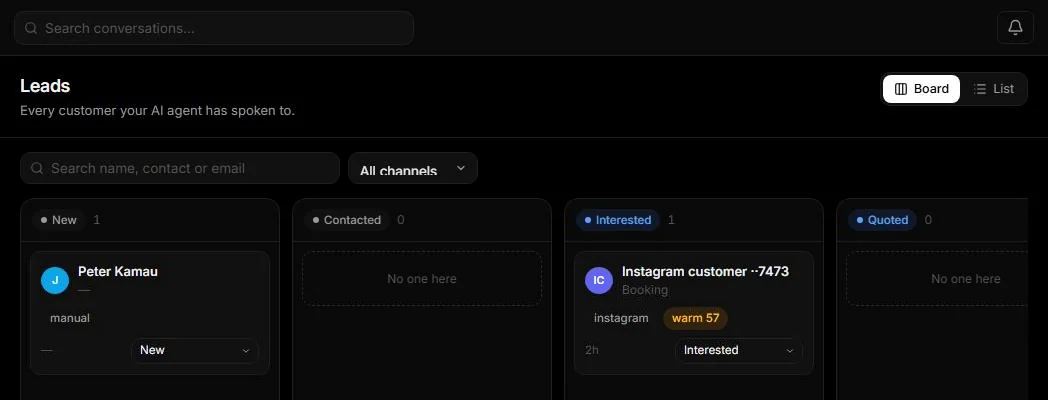 Search conversations...
Leads
Every customer your AI agent has spoken to.
Board
List
Search name, contact or email
All channels
New 1
Contacted 0
Interested 1
Quoted 0
J
Peter Kamau
—
manual
—
New
No one here
IC
Instagram customer ··7473
Booking
instagram
warm 57
2h
Interested
No one here